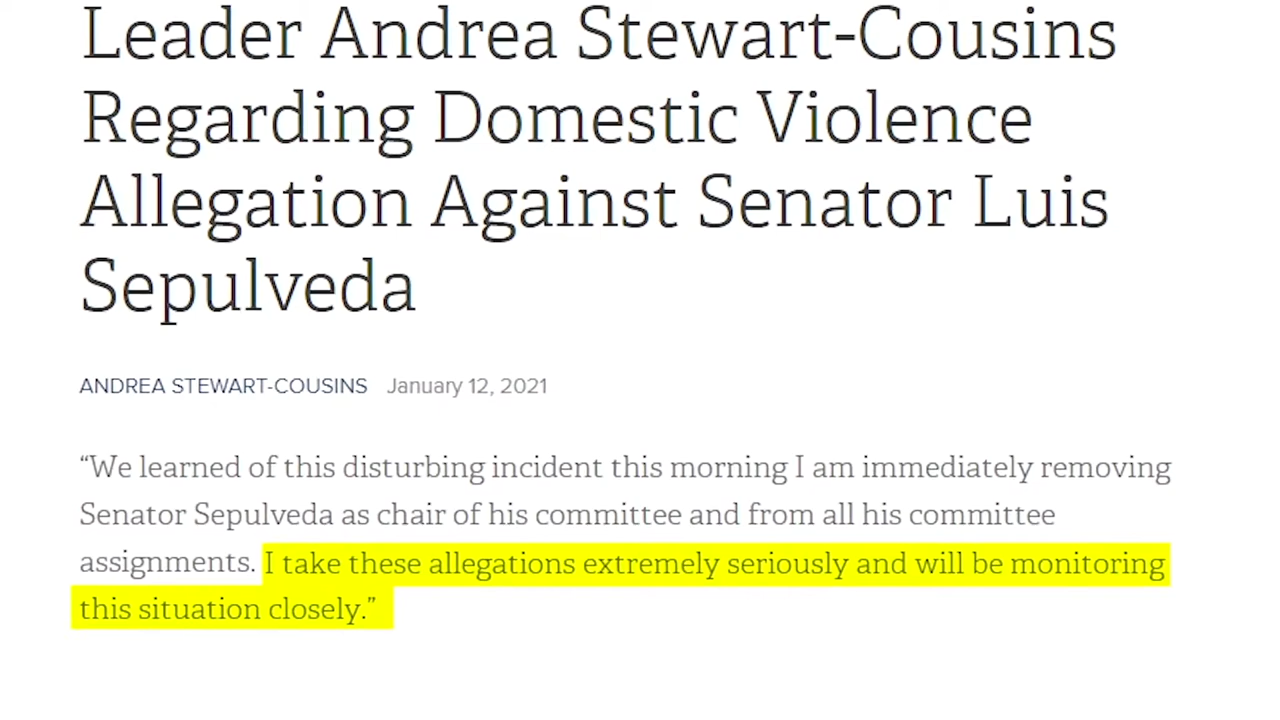 Leader Andrea Stewart-Cousins
Regarding Domestic Violence
Allegation Against Senator Luis
Sepulveda
ANDREA STEWART-COUSINS January 12, 2021
“We learned of this disturbing incident this morning I am immediately removing
Senator Sepulveda as chair of his committee and from all his committee
assignments. I take these allegations extremely seriously and will be monitoring
this situation closely.”